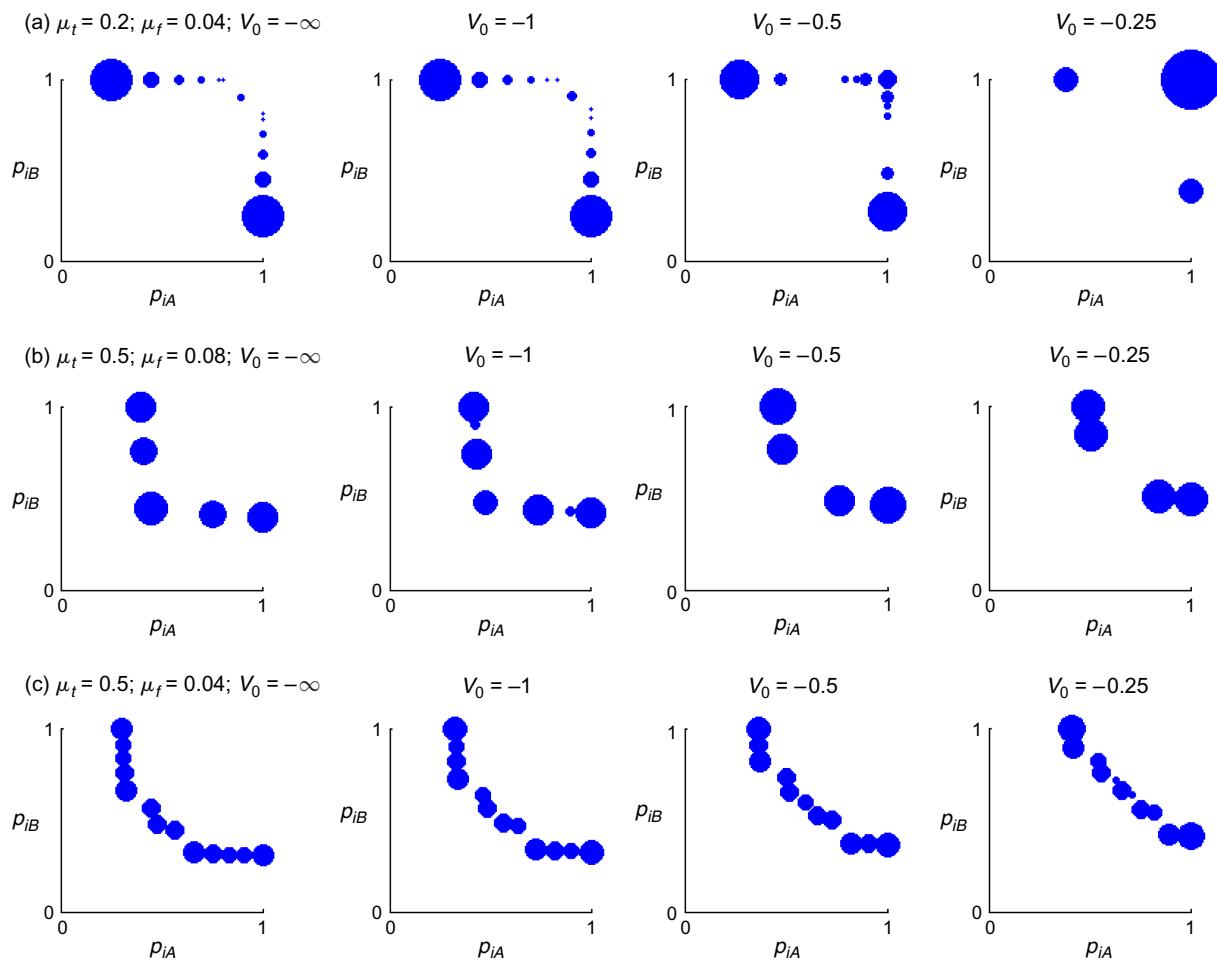 (a) μt = 0.2; μf = 0.04; V0 = −∞
V0 = −1
V0 = −0.5
V0 = −0.25
1
piB
0
0
1
piA
1
piB
0
0
1
piA
1
piB
0
0
1
piA
1
piB
0
0
1
piA
(b) μt = 0.5; μf = 0.08; V0 = −∞
V0 = −1
V0 = −0.5
V0 = −0.25
1
piB
0
0
1
piA
1
piB
0
0
1
piA
1
piB
0
0
1
piA
1
piB
0
0
1
piA
(c) μt = 0.5; μf = 0.04; V0 = −∞
V0 = −1
V0 = −0.5
V0 = −0.25
1
piB
0
0
1
piA
1
piB
0
0
1
piA
1
piB
0
0
1
piA
1
piB
0
0
1
piA